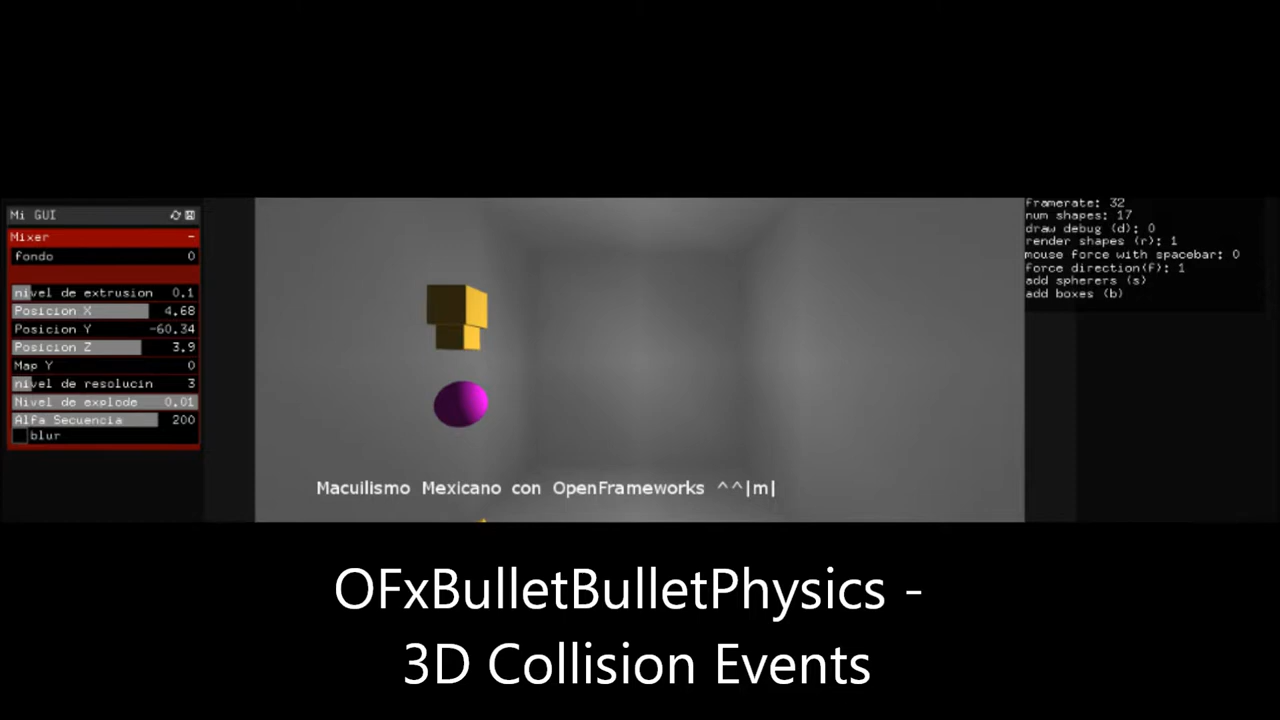 Mi GUI
Mixer -
fondo 0
nivel de extrusion 0.1
Posicion X 4.68
Posicion Y -60.34
Posicion Z 3.9
Map Y 0
nivel de resolucin 3
Nivel de explode 0.01
Alfa Secuencia 200
blur
framerate: 32
num shapes: 17
draw debug (d): 0
render shapes (r): 1
mouse force with spacebar: 0
force direction(f): 1
add spherers (s)
add boxes (b)
Maculismo Mexicano con OpenFrameworks ^^|m|
OFxBulletBulletPhysics -
3D Collision Events